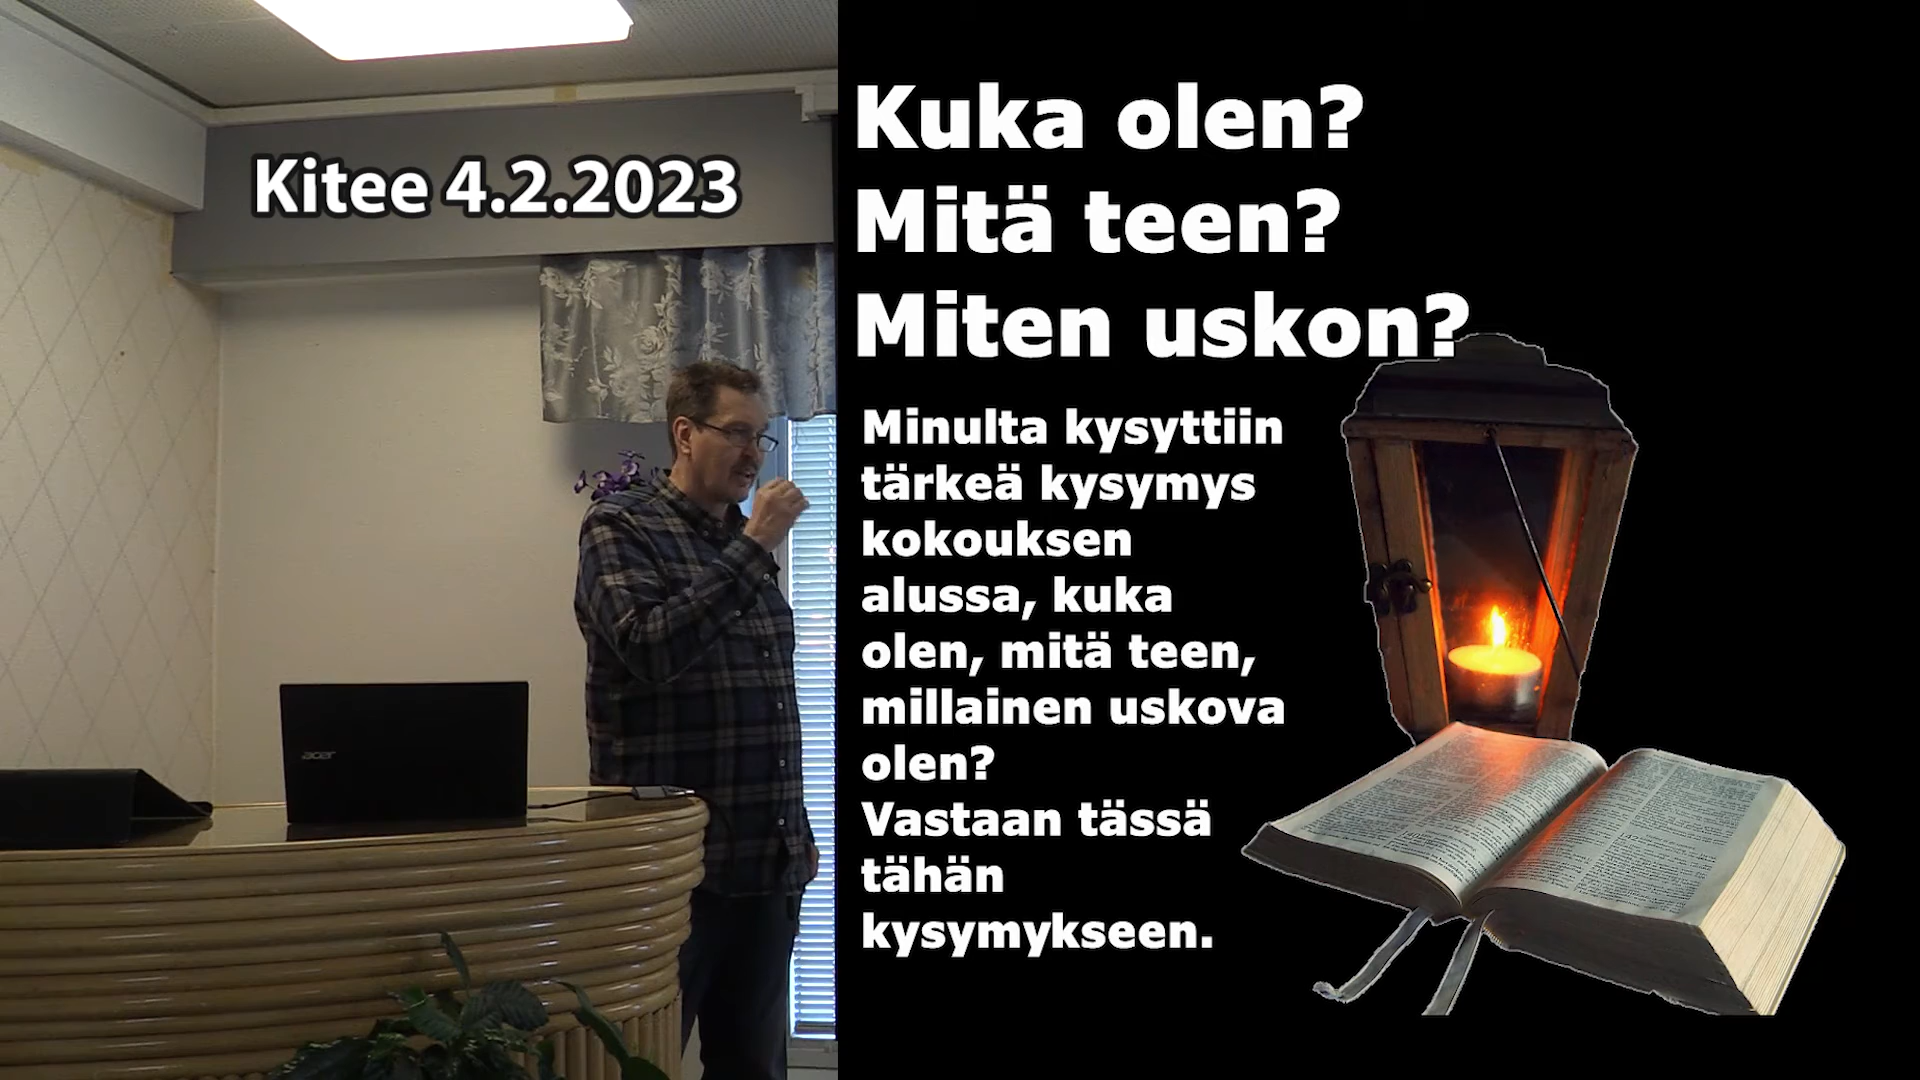 Kitee 4.2.2023
acer
Kuka olen?
Mitä teen?
Miten uskon?
Minulta kysyttiin
tärkeä kysymys
kokouksen
alussa, kuka
olen, mitä teen,
millainen uskova
olen?
Vastaan tässä
tähän
kysymykseen.